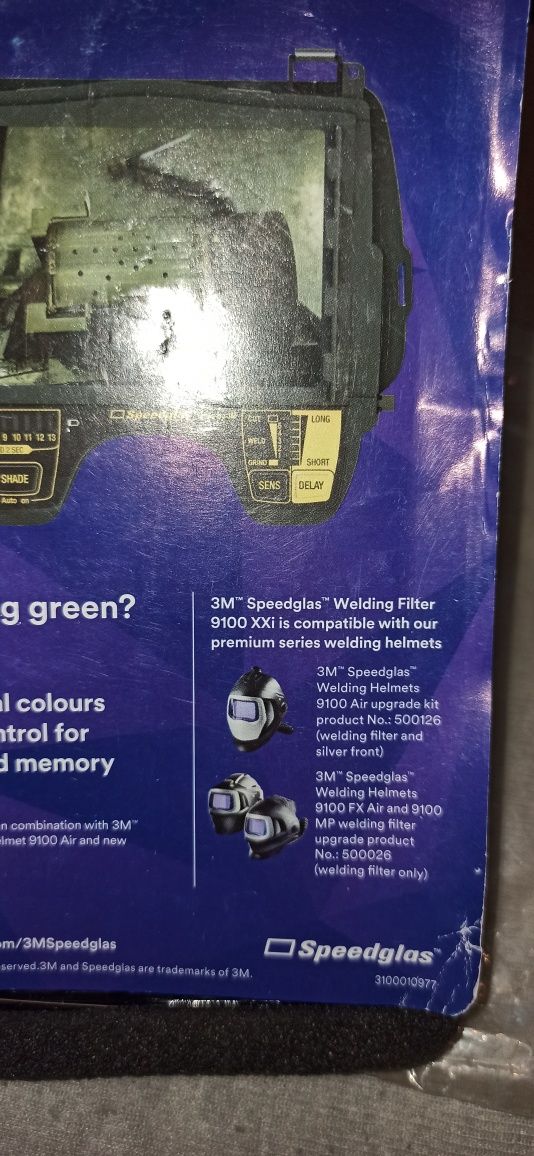 Speedglas
LONG
WELD
GRIND
SHORT
SENS
DELAY
9 10 11 12 13
2 SEC
SHADE
Auto on
g green?
l colours
ntrol for
d memory
n combination with 3M™
elmet 9100 Air and new
m/3MSpeedglas
served.3M and Speedglas are trademarks of 3M.
3M™ Speedglas™ Welding Filter
9100 XXi is compatible with our
premium series welding helmets
3M™ Speedglas™
Welding Helmets
9100 Air upgrade kit
product No.: 500126
(welding filter and
silver front)
3M™ Speedglas™
Welding Helmets
9100 FX Air and 9100
MP welding filter
upgrade product
No.: 500026
(welding filter only)
Speedglas™
3100010977